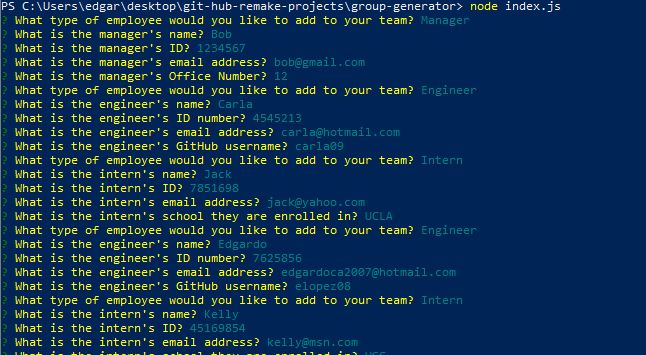 PS C:\Users\edgar\desktop\git-hub-remake-projects\group-generator> node index.js
? What type of employee would you like to add to your team? Manager
? What is the manager's name? Bob
? What is the manager's ID? 1234567
? What is the manager's email address? bob@gmail.com
? What is the manager's Office Number? 12
? What type of employee would you like to add to your team? Engineer
? What is the engineer's name? Carla
? What is the engineer's ID number? 4545213
? What is the engineer's email address? carla@hotmail.com
? What is the engineer's GitHub username? carla09
? What type of employee would you like to add to your team? Intern
? What is the intern's name? Jack
? What is the intern's ID? 7851698
? What is the intern's email address? jack@yahoo.com
? What is the intern's school they are enrolled in? UCLA
? What type of employee would you like to add to your team? Engineer
? What is the engineer's name? Edgardo
? What is the engineer's ID number? 7625856
? What is the engineer's email address? edgardoca2007@hotmail.com
? What is the engineer's GitHub username? elopez08
? What type of employee would you like to add to your team? Intern
? What is the intern's name? Kelly
? What is the intern's ID? 45169854
? What is the intern's email address? kelly@msn.com
? What is the intern's school they are enrolled in?